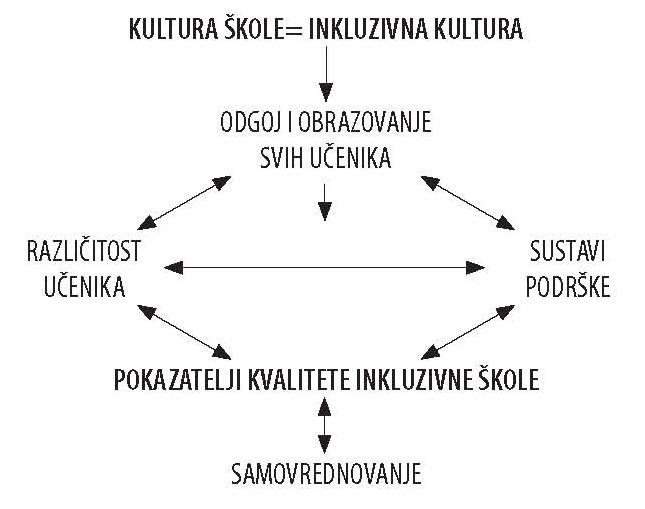 KULTURA ŠKOLE= INKLUZIVNA KULTURA
ODGOJ I OBRAZOVANJE
SVIH UČENIKA
RAZLIČITOST
UČENIKA
SUSTAVI
PODRŠKE
POKAZATELJI KVALITETE INKLUZIVNE ŠKOLE
SAMOVREDNOVANJE